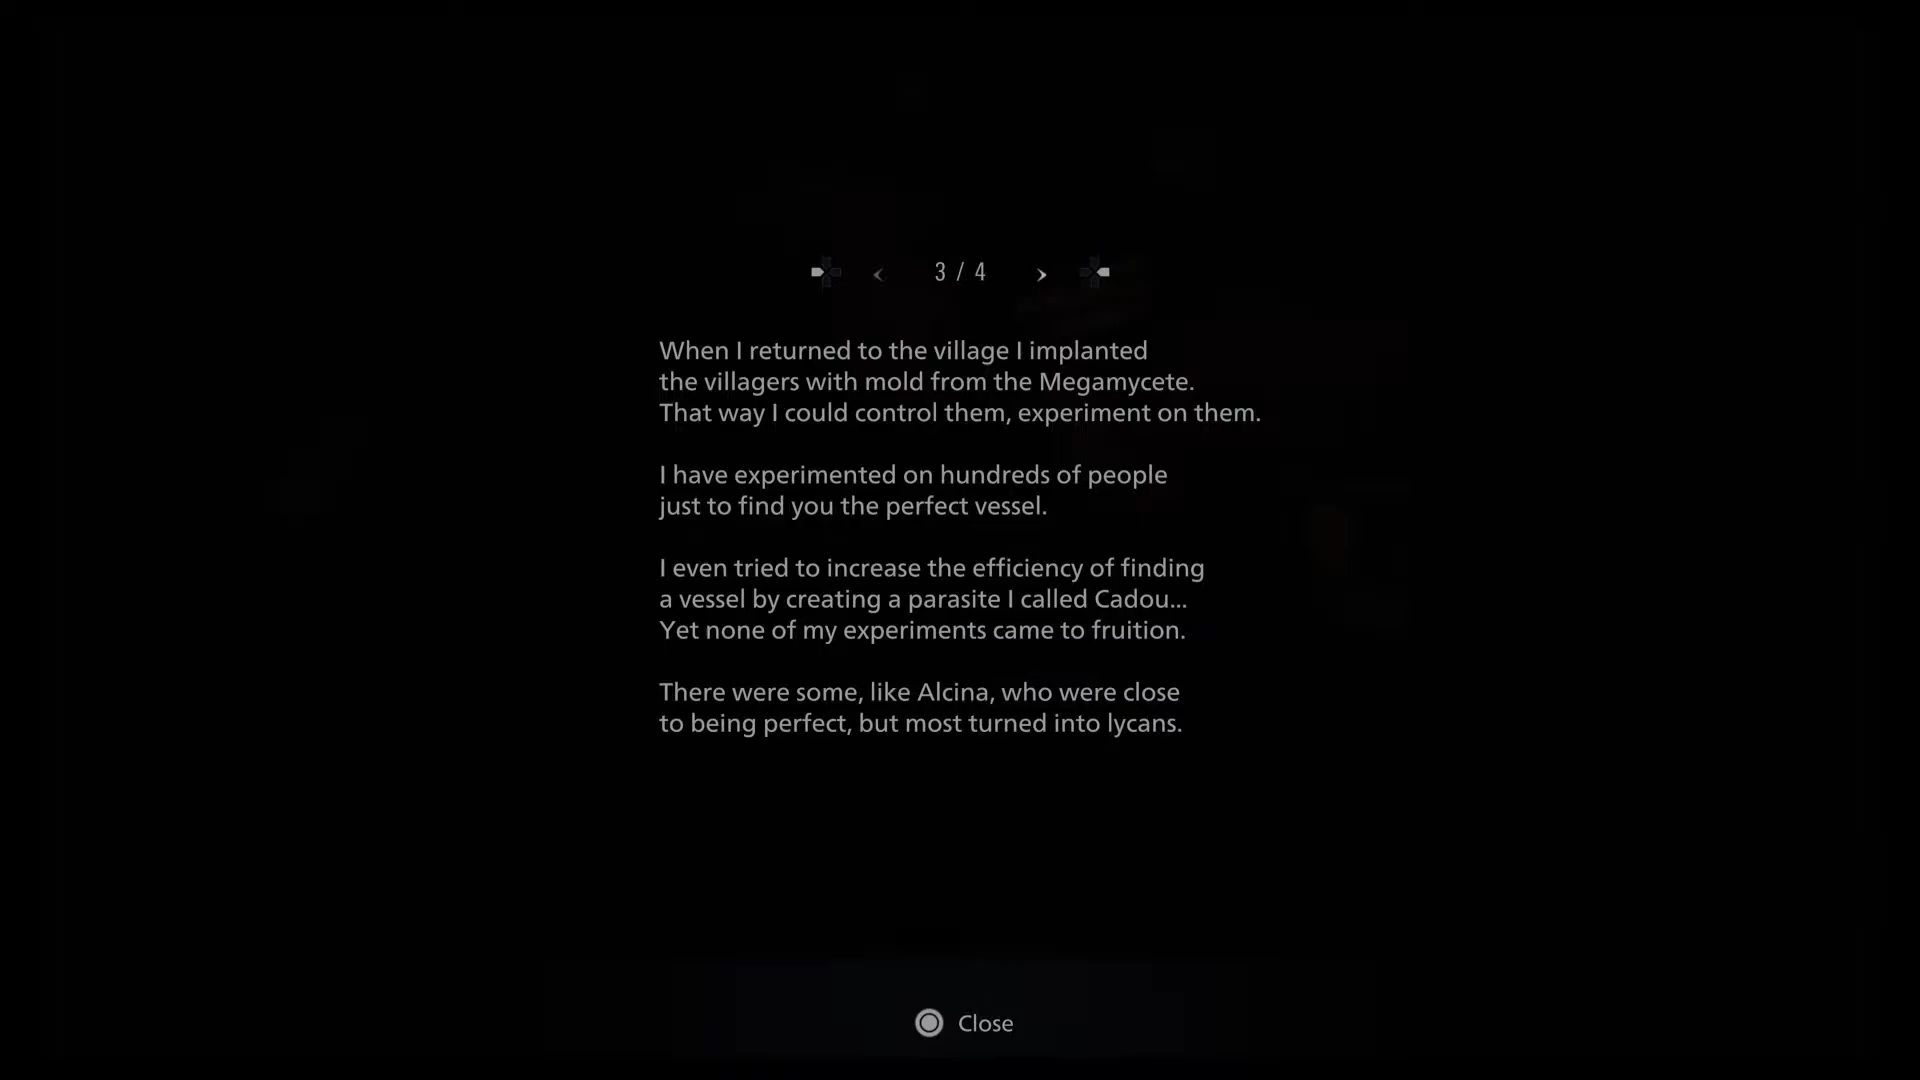 3 / 4
When I returned to the village I implanted
the villagers with mold from the Megamycete.
That way I could control them, experiment on them.
I have experimented on hundreds of people
just to find you the perfect vessel.
I even tried to increase the efficiency of finding
a vessel by creating a parasite I called Cadou...
Yet none of my experiments came to fruition.
There were some, like Alcina, who were close
to being perfect, but most turned into lycans.
Close